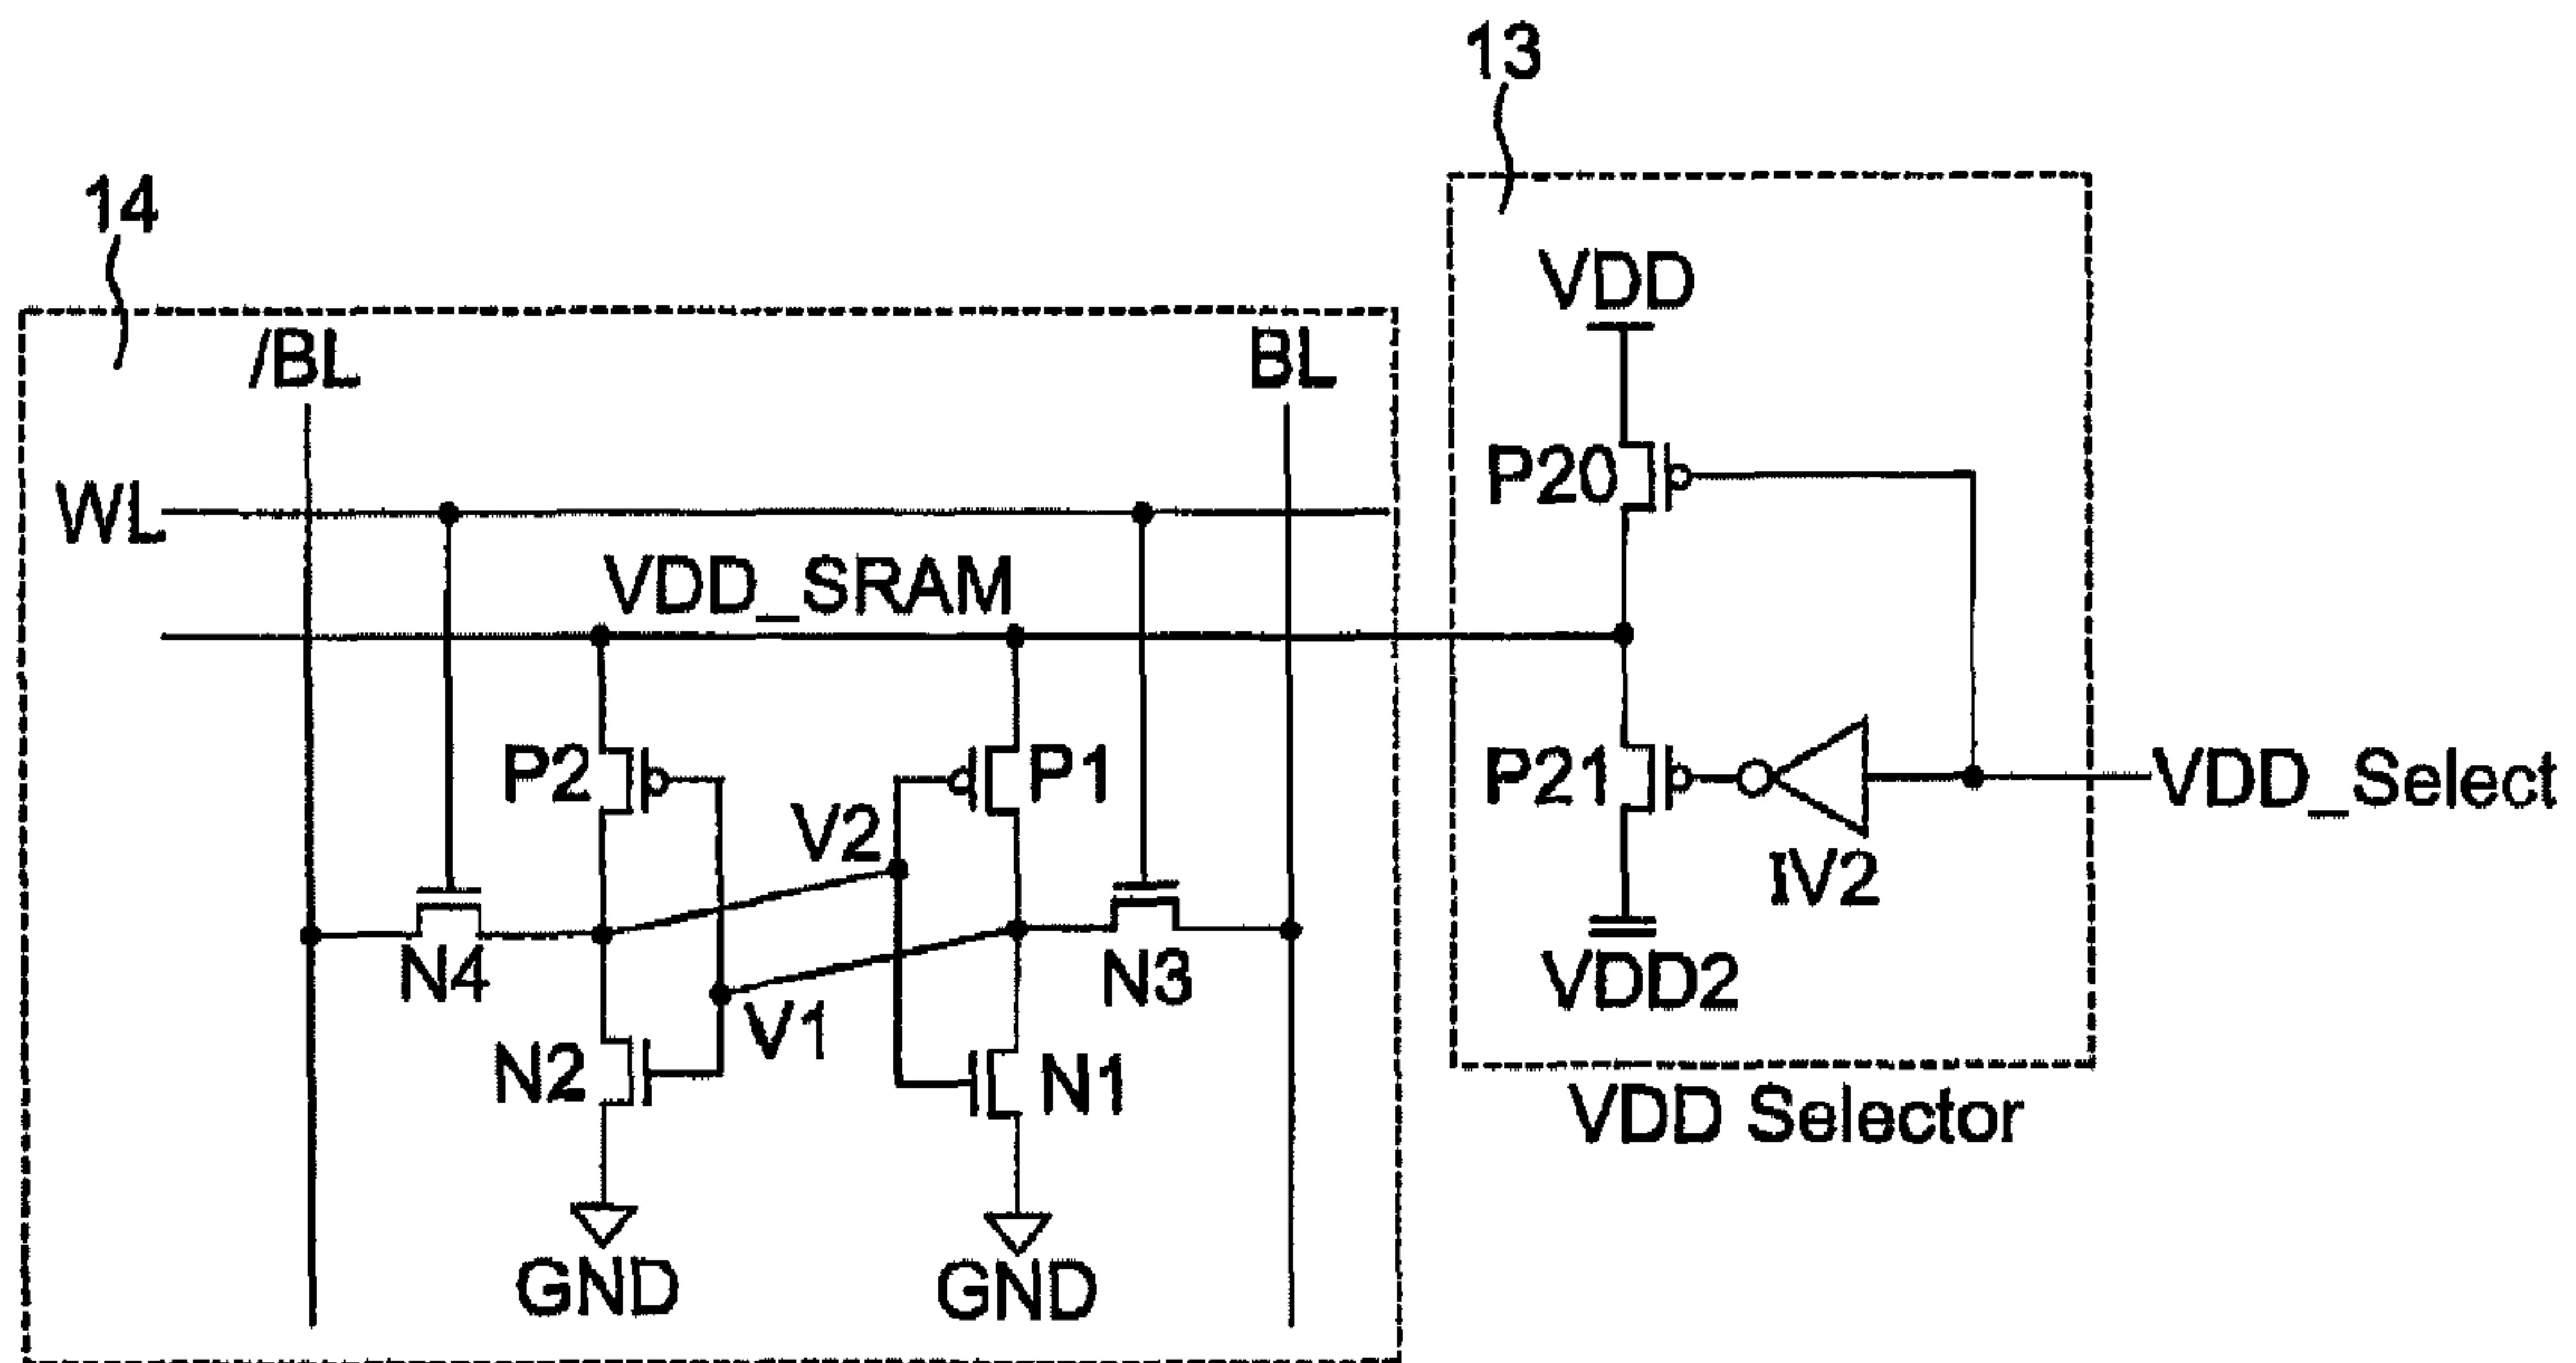 13
14
VDD
/BL
BL
P20
WL
VDD_SRAM
P2
P1
P21
VDD_Select
V2
IV2
N4
N3
VDD2
V1
N2
N1
VDD Selector
GND
GND